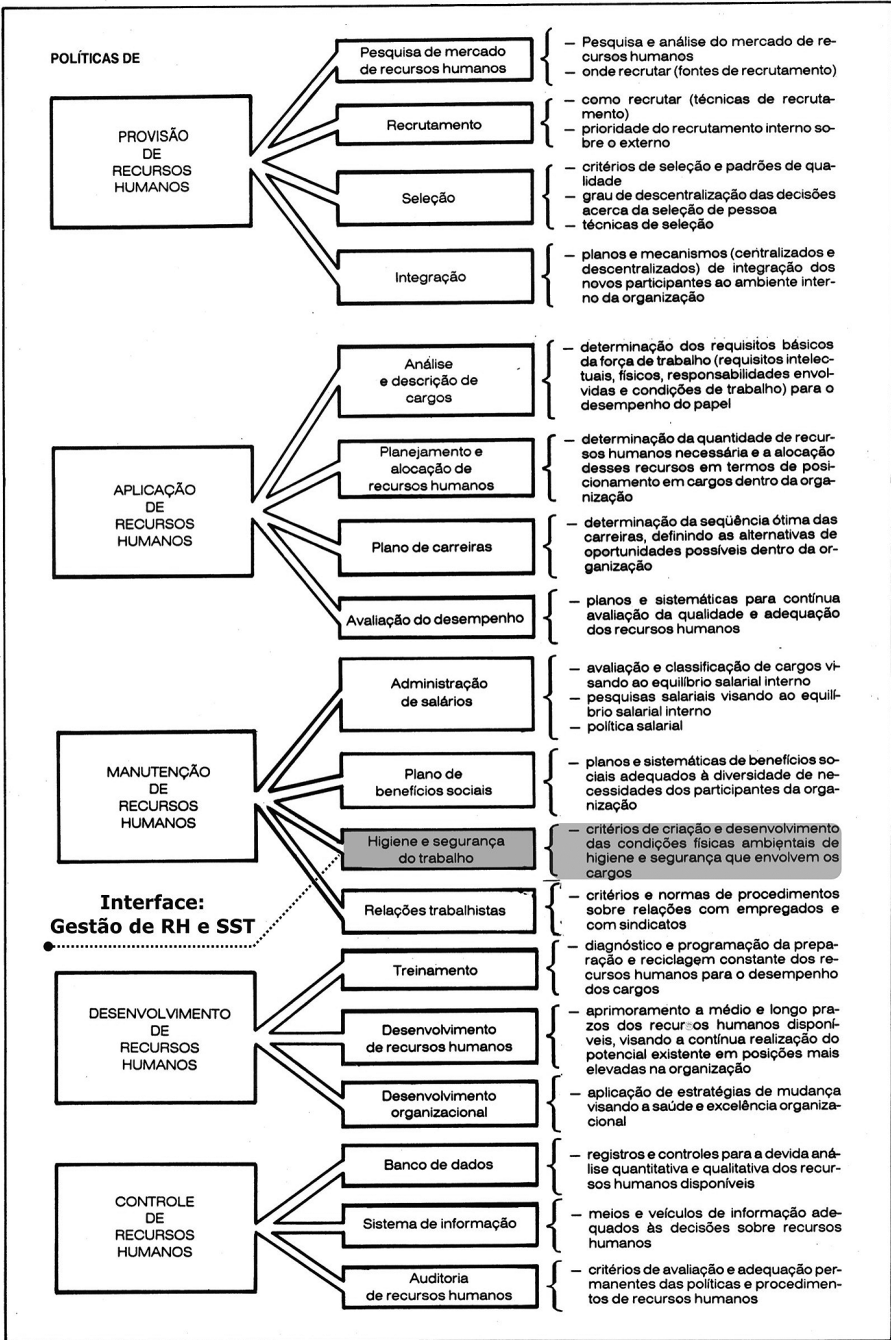 POLÍTICAS DE
PROVISÃO
DE
RECURSOS
HUMANOS
Pesquisa de mercado
de recursos humanos
— Pesquisa e análise do mercado de re-
cursos humanos
— onde recrutar (fontes de recrutamento)
Recrutamento
— como recrutar (técnicas de recruta-
mento)
— prioridade do recrutamento interno so-
bre o externo
Seleção
— critérios de seleção e padrões de qua-
lidade
— grau de descentralização das decisões
acerca da seleção de pessoa
— técnicas de seleção
Integração
— planos e mecanismos (centralizados e
descentralizados) de integração dos
novos participantes ao ambiente inter-
no da organização
APLICAÇÃO
DE
RECURSOS
HUMANOS
Análise
e descrição de
cargos
— determinação dos requisitos básicos
da força de trabalho (requisitos intelec-
tuais, físicos, responsabilidades envol-
vidas e condições de trabalho) para o
desempenho do papel
Planejamento e
alocação de
recursos humanos
— determinação da quantidade de recur-
sos humanos necessária e a alocação
desses recursos em termos de posi-
cionamento em cargos dentro da orga-
nização
Plano de carreiras
— determinação da seqüência ótima das
carreiras, definindo as alternativas de
oportunidades possíveis dentro da or-
ganização
Avaliação do desempenho
— planos e sistemáticas para contínua
avaliação da qualidade e adequação
dos recursos humanos
MANUTENÇÃO
DE
RECURSOS
HUMANOS
Administração
de salários
— avaliação e classificação de cargos vi-
sando ao equilíbrio salarial interno
— pesquisas salariais visando ao equilí-
brio salarial interno
— política salarial
Plano de
benefícios sociais
— planos e sistemáticas de benefícios so-
ciais adequados à diversidade de ne-
cessidades dos participantes da orga-
nização
Higiene e segurança
do trabalho
— critérios de criação e desenvolvimento
das condições físicas ambientais de
higiene e segurança que envolvem os
cargos
Interface:
Gestão de RH e SST
Relações trabalhistas
— critérios e normas de procedimentos
sobre relações com empregados e
com sindicatos
DESENVOLVIMENTO
DE
RECURSOS
HUMANOS
Treinamento
— diagnóstico e programação da prepa-
ração e reciclagem constante dos re-
cursos humanos para o desempenho
dos cargos
Desenvolvimento
de recursos humanos
— aprimoramento a médio e longo pra-
zos dos recursos humanos disponí-
veis, visando a contínua realização do
potencial existente em posições mais
elevadas na organização
Desenvolvimento
organizacional
— aplicação de estratégias de mudança
visando a saúde e excelência organiza-
cional
CONTROLE
DE
RECURSOS
HUMANOS
Banco de dados
— registros e controles para a devida aná-
lise quantitativa e qualitativa dos recur-
sos humanos disponíveis
Sistema de informação
— meios e veículos de informação ade-
quados às decisões sobre recursos
humanos
Auditoria
de recursos humanos
— critérios de avaliação e adequação per-
manentes das políticas e procedimen-
tos de recursos humanos